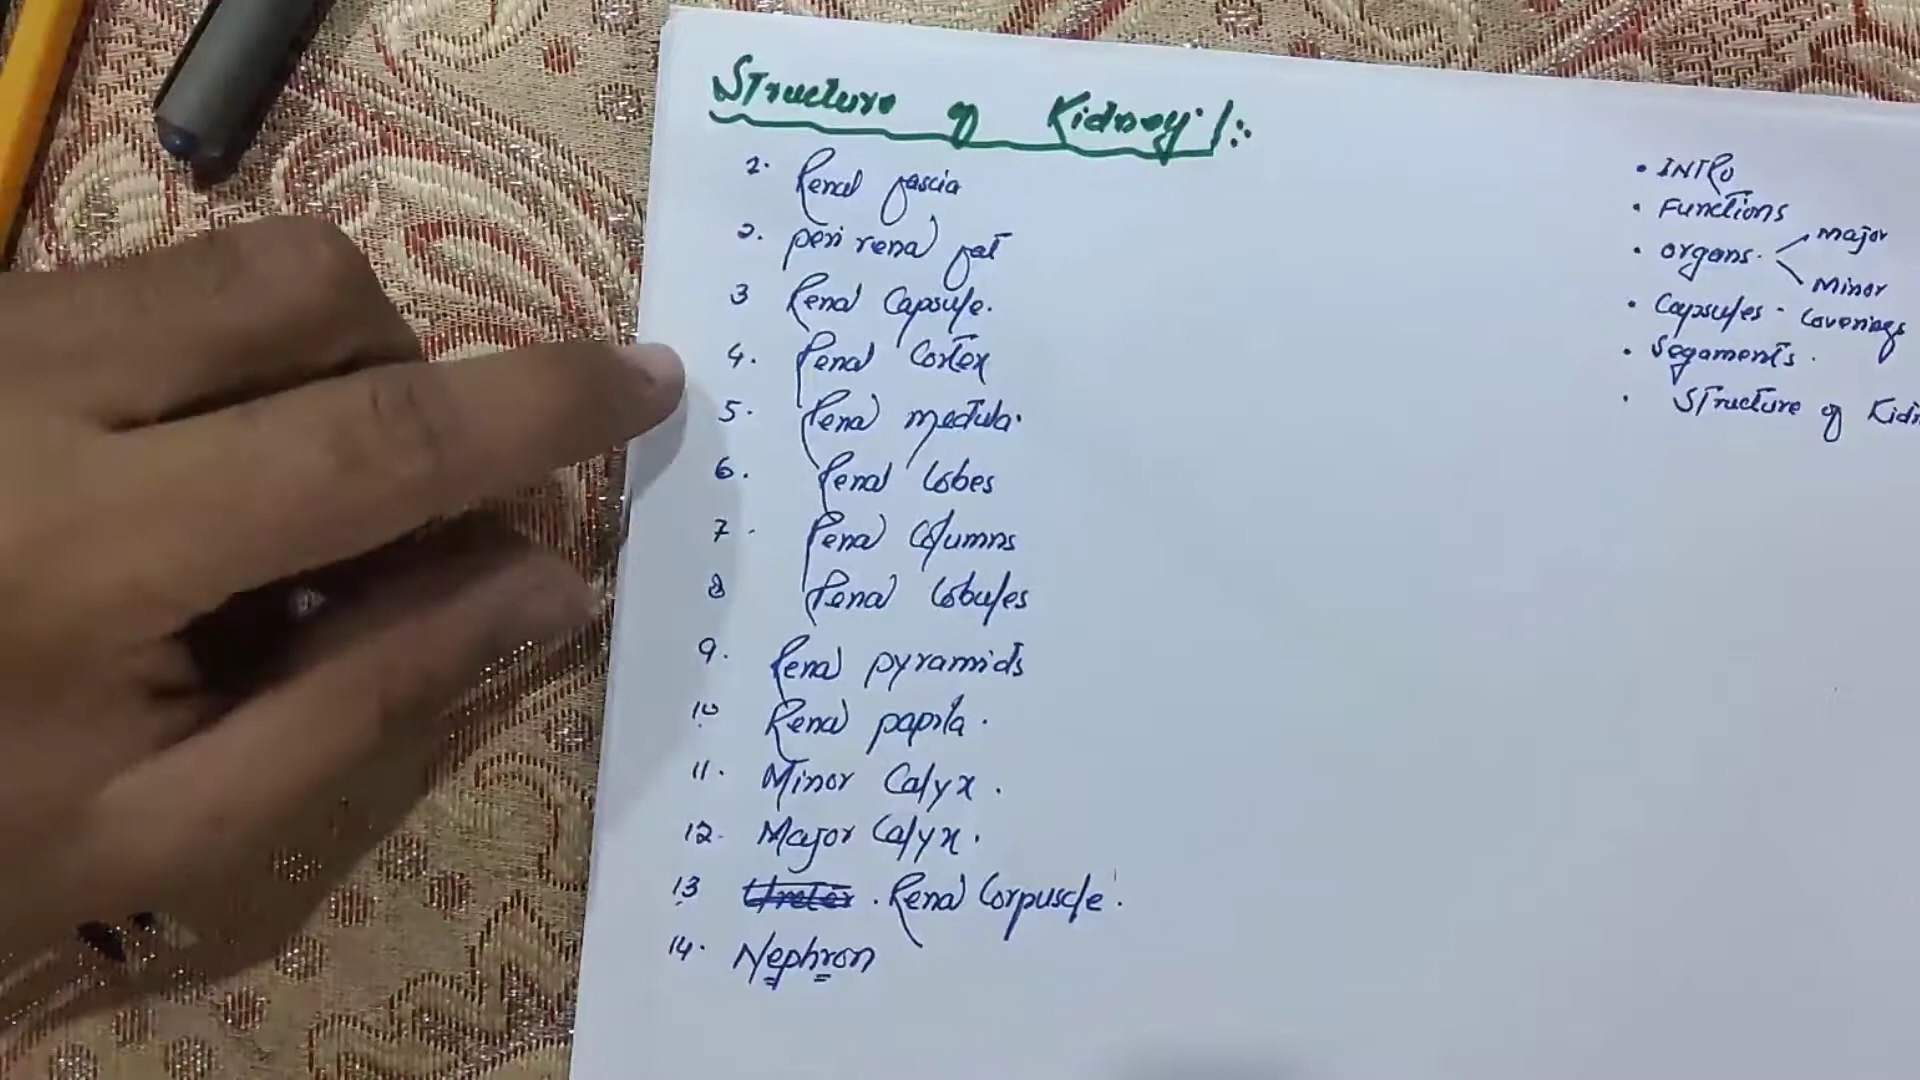 Structure of Kidney :
1. Renal fascia
2. peri renal fat
3 Renal Capsule.
4. Renal Cortex
5. Renal medula.
6. Renal Lobes
7. Renal Columns
8 Renal Lobules
9. Renal pyramids
10 Renal papila.
11. Minor Calyx.
12. Major Calyx.
13 Ureter. Renal Corpuscle.
14. Nephron
• INTRO
• Functions
• organs. Major
Minor
• Capsules - Coverings
• Segaments.
• Structure of Kidn